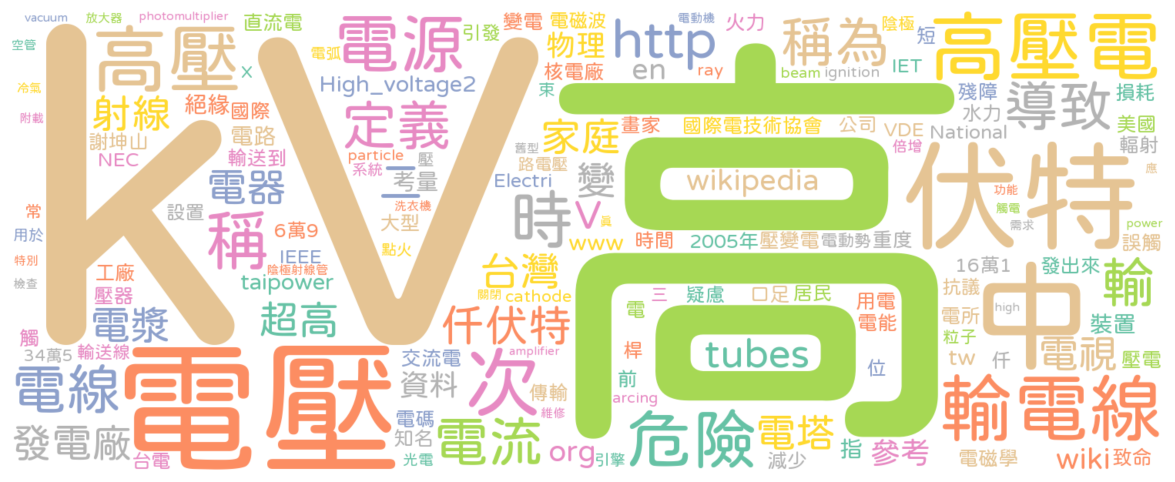 vacuum
放大器
photomultiplier
直流電
引發
變電
電磁波
電動機
火力
陰極
短
高壓電
空管
高壓
電弧
X
電源
物理
http
稱為
冷氣
核電廠
ray
en
beam
ignition
IET
附載
射線
絕緣
國際
High_voltage2
定義
束
殘障
水力
導致
損耗
美國
謝坤山
NEC
電路
輸送到
particle
系統
壓
家庭
畫家
國際電技術協會
舊型
路電壓
公司
VDE
倍增
National
輻射
kV
高
電器
二
考量
Electri
變
wikipedia
伏特
應
設置
洗衣機
功能
觸電
需求
常
用於
特別
檢查
稱
6萬9
IEEE
大型
點火
時
V
真
www
時間
2005年
壓變電
電動勢
重度
power
誤觸
工廠
壓器
陰極射線管
taipower
台灣
關閉
cathode
疑慮
口足
居民
16萬1
發出來
抗議
high
中
輸
觸
電漿
超高
仟伏特
電
三
用電
電能
電所
粒子
裝置
34萬5
輸送線
交流電
amplifier
次
桿
tubes
tw
仟
電視
壓電
電線
電壓
資料
傳輸
維修
前
arcing
位
輸電線
發電廠
電碼
知名
電流
org
危險
電塔
指
參考
台電
光電
引擎
減少
電磁學
wiki
致命